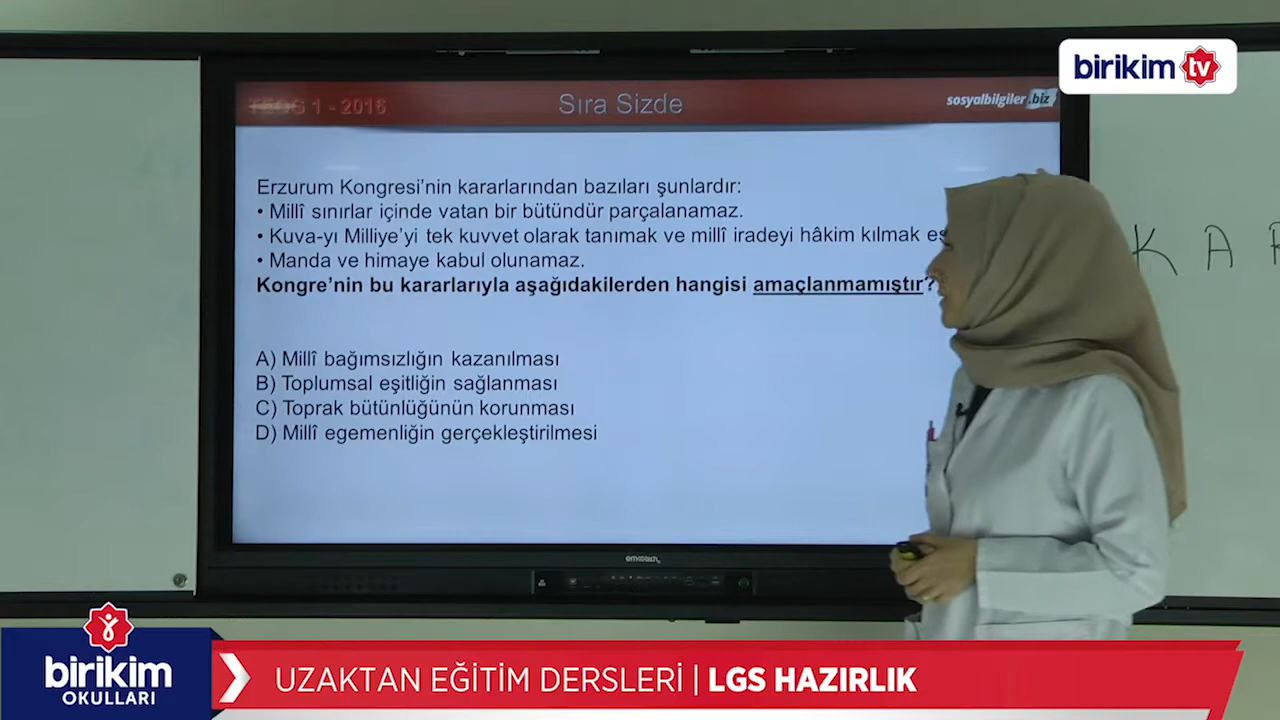 birikim tv
TEOG 1 - 2016
Sıra Sizde
sosyalbilgiler.biz
Erzurum Kongresi'nin kararlarından bazıları şunlardır:
• Millî sınırlar içinde vatan bir bütündür parçalanamaz.
• Kuva-yı Milliye'yi tek kuvvet olarak tanımak ve millî iradeyi hâkim kılmak
• Manda ve himaye kabul olunamaz.
Kongre'nin bu kararlarıyla aşağıdakilerden hangisi amaçlanmamıştır?
K A
A) Millî bağımsızlığın kazanılması
B) Toplumsal eşitliğin sağlanması
C) Toprak bütünlüğünün korunması
D) Millî egemenliğin gerçekleştirilmesi
birikim
OKULLARI
UZAKTAN EĞİTİM DERSLERİ | LGS HAZIRLIK